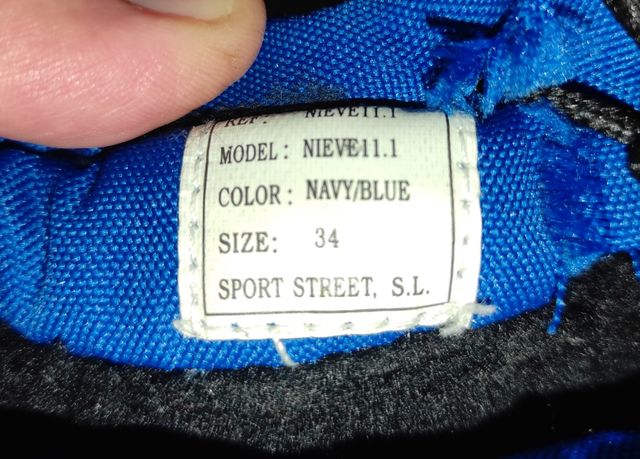 REF: NIEVE11.1
MODEL: NIEVE11.1
COLOR: NAVY/BLUE
SIZE: 34
SPORT STREET, S.L.